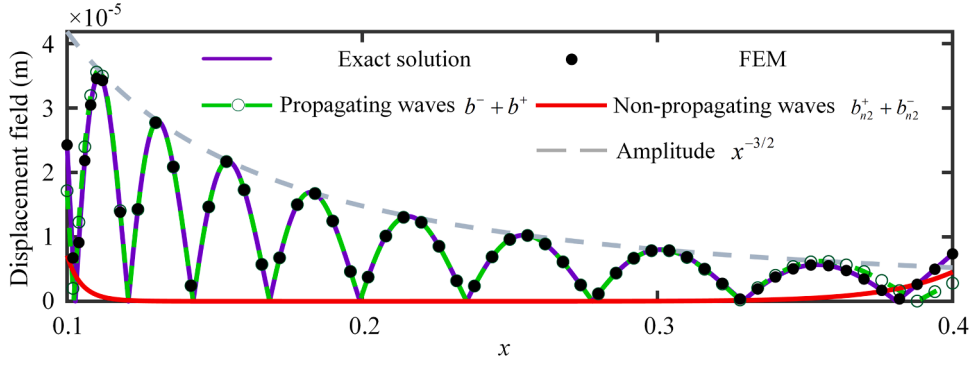 ×10⁻⁵
Displacement field (m)
4
3
2
1
0
Exact solution
FEM
Propagating waves b⁻ + b⁺
Non-propagating waves b⁺ₙ₂ + b⁻ₙ₂
Amplitude x⁻³ᐟ²
0.1 0.2 0.3 0.4
x